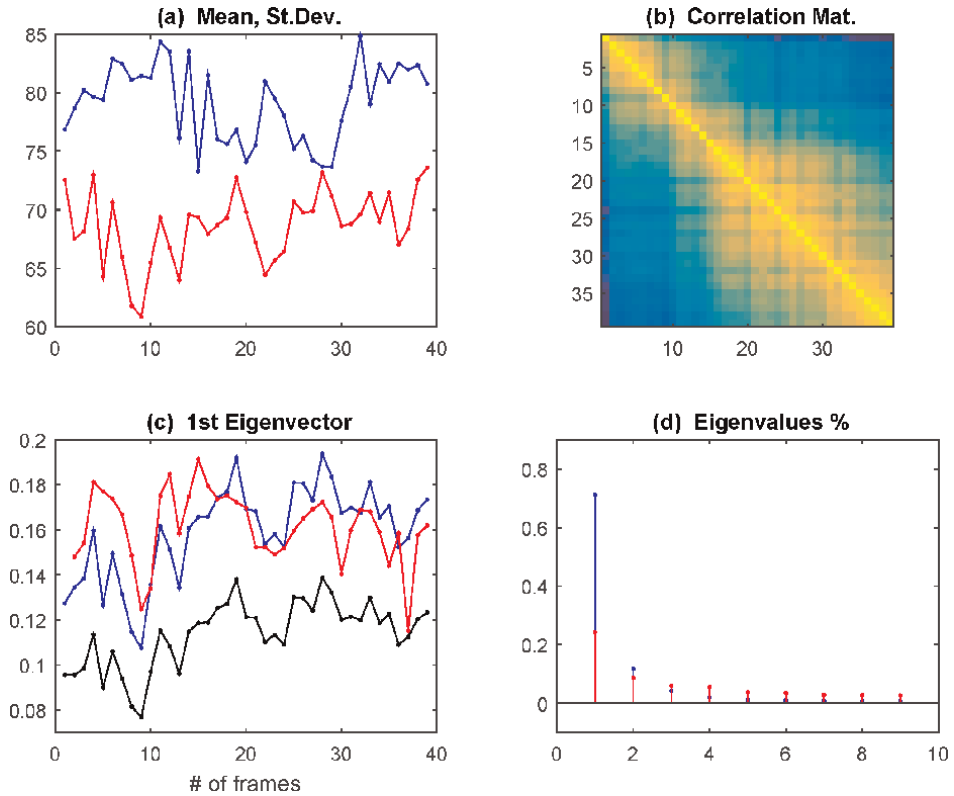 (a) Mean, St.Dev.
85
80
75
70
65
60
0 10 20 30 40
(b) Correlation Mat.
5
10
15
20
25
30
35
10 20 30
(c) 1st Eigenvector
0.2
0.18
0.16
0.14
0.12
0.1
0.08
0 10 20 30 40
# of frames
(d) Eigenvalues %
0.8
0.6
0.4
0.2
0
0 2 4 6 8 10